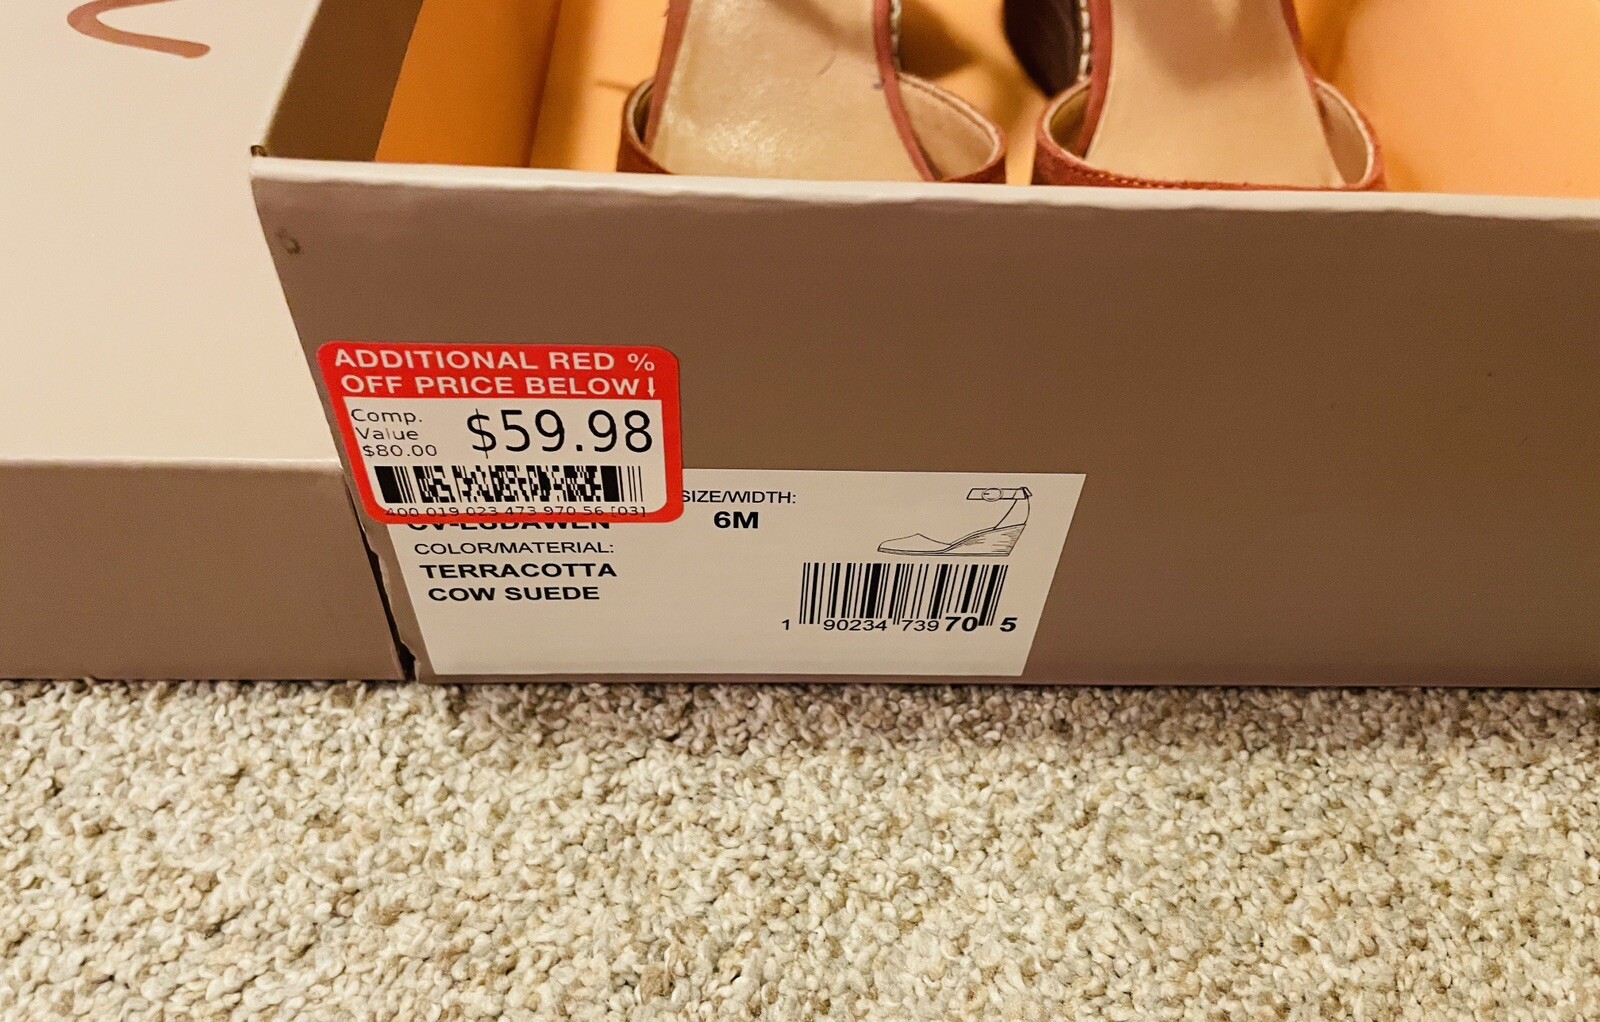 ADDITIONAL RED %
OFF PRICE BELOW↓
Comp.
Value
$80.00
$59.98
400 019 023 473 970 56 [03]
SIZE/WIDTH:
6M
COLOR/MATERIAL:
TERRACOTTA
COW SUEDE
1 90234 73970 5